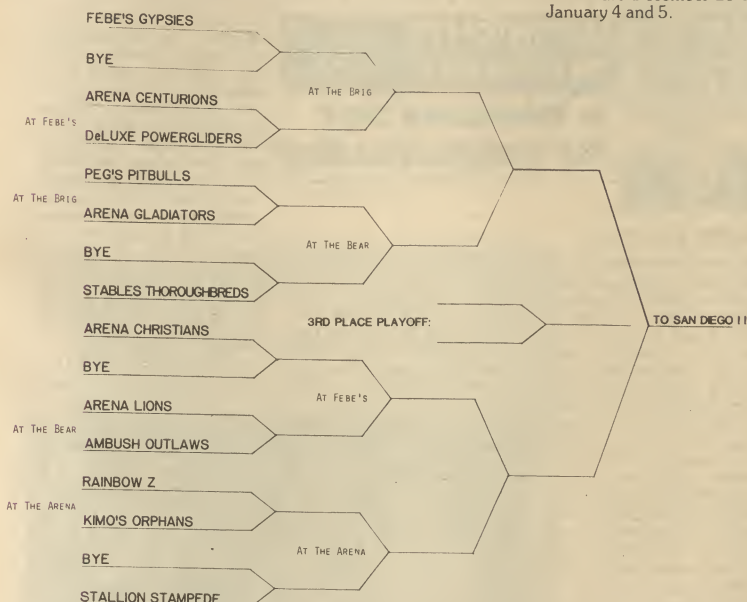 January 4 and 5.
FEBE'S GYPSIES
BYE
AT THE BRIG
ARENA CENTURIONS
AT FEBE'S
DeLUXE POWERGLIDERS
PEG'S PITBULLS
AT THE BRIG
ARENA GLADIATORS
AT THE BEAR
BYE
STABLES THOROUGHBREDS
3RD PLACE PLAYOFF:
TO SAN DIEGO !!
ARENA CHRISTIANS
BYE
AT FEBE'S
ARENA LIONS
AT THE BEAR
AMBUSH OUTLAWS
RAINBOW Z
AT THE ARENA
KIMO'S ORPHANS
AT THE ARENA
BYE
STALLION STAMPEDE